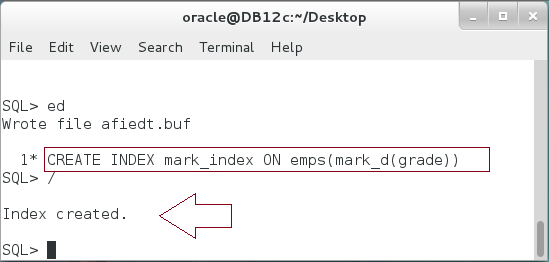 oracle@DB12c:~/Desktop
File Edit View Search Terminal Help
SQL> ed
Wrote file afiedt.buf
1* CREATE INDEX mark_index ON emps(mark_d(grade))
SQL> /
Index created.
SQL>